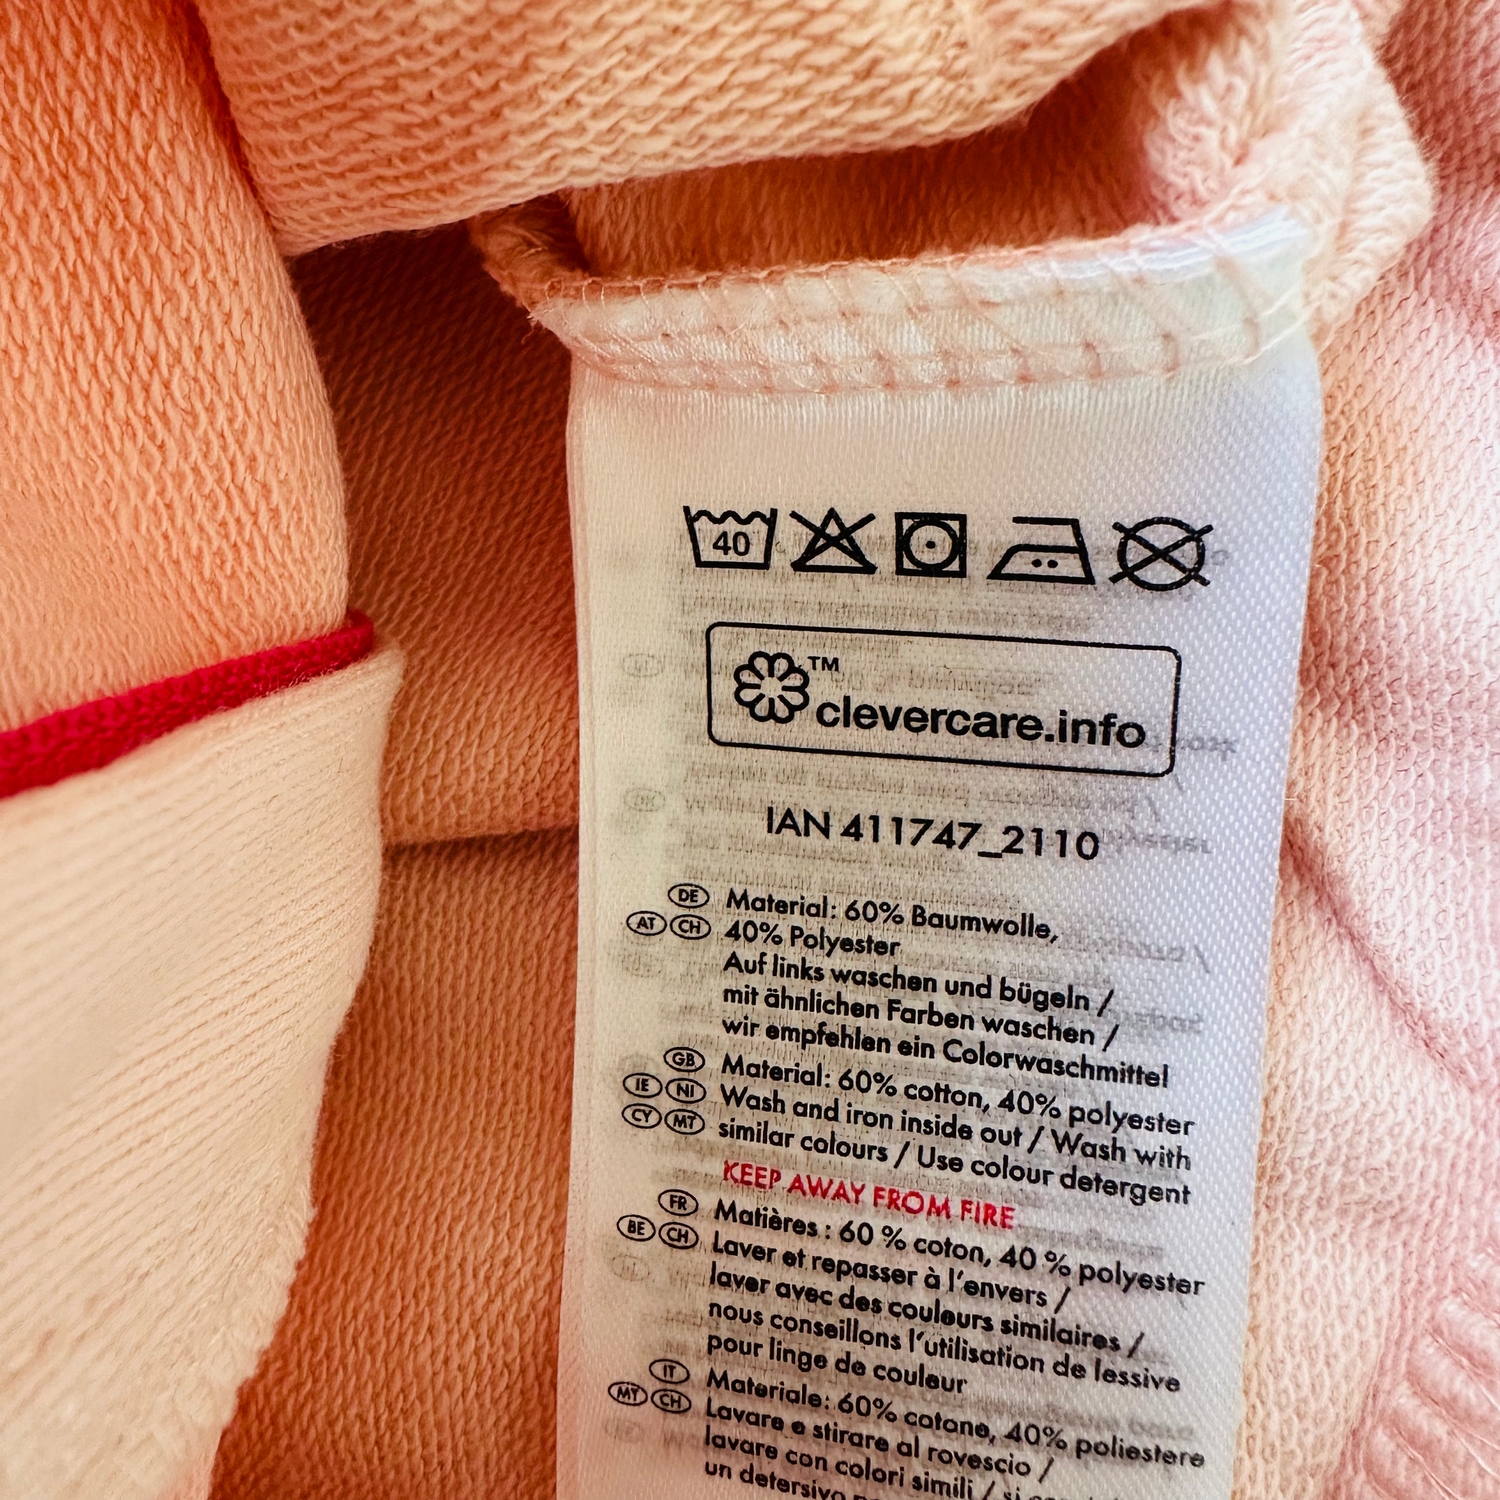 40
™
clevercare.info
IAN 411747_2110
DE Material: 60% Baumwolle,
AT CH 40% Polyester
Auf links waschen und bügeln /
mit ähnlichen Farben waschen /
wir empfehlen ein Colorwaschmittel
GB Material: 60% cotton, 40% polyester
IE NI Wash and iron inside out / Wash with
CY MT similar colours / Use colour detergent
KEEP AWAY FROM FIRE
FR Matières : 60 % coton, 40 % polyester
BE CH Laver et repasser à l'envers /
laver avec des couleurs similaires /
nous conseillons l'utilisation de lessive
pour linge de couleur
IT Materiale: 60% cotone, 40% poliestere
MT CH Lavare e stirare al rovescio /
lavare con colori simili / si
un detersivo